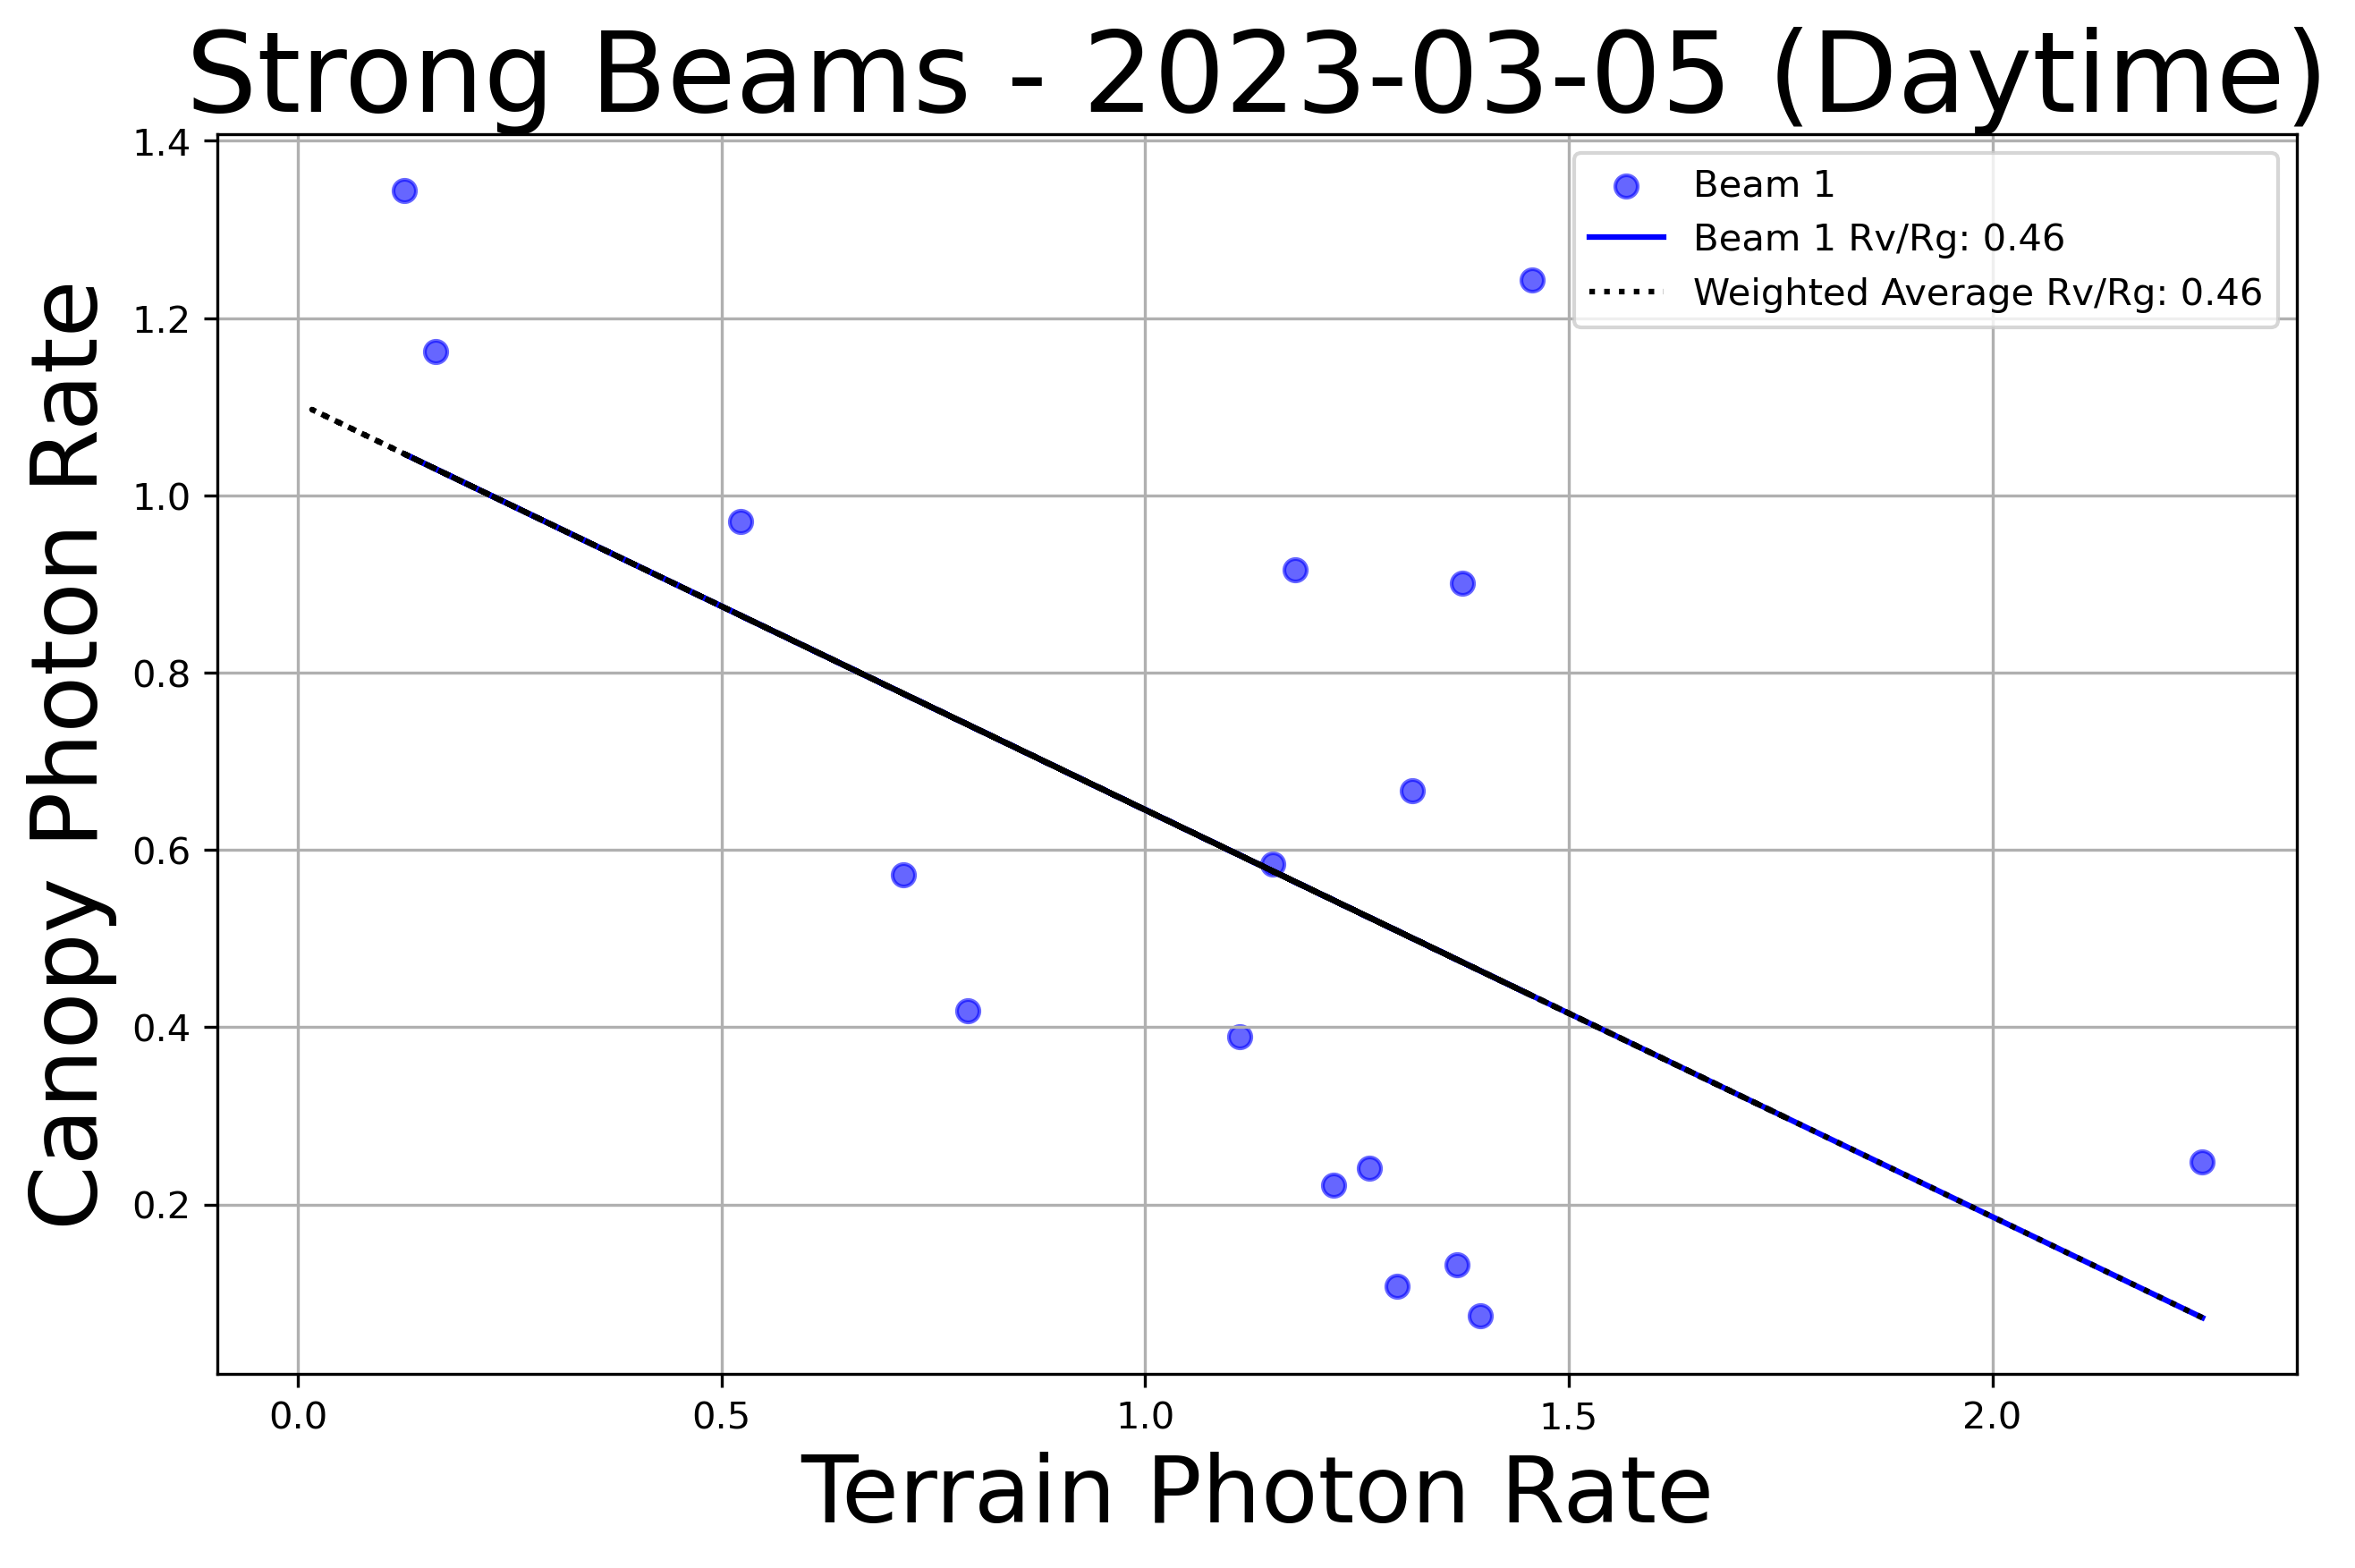 Strong Beams - 2023-03-05 (Daytime)
Beam 1
Beam 1 Rv/Rg: 0.46
Weighted Average Rv/Rg: 0.46
Canopy Photon Rate
1.4
1.2
1.0
0.8
0.6
0.4
0.2
0.0 0.5 1.0 1.5 2.0
Terrain Photon Rate